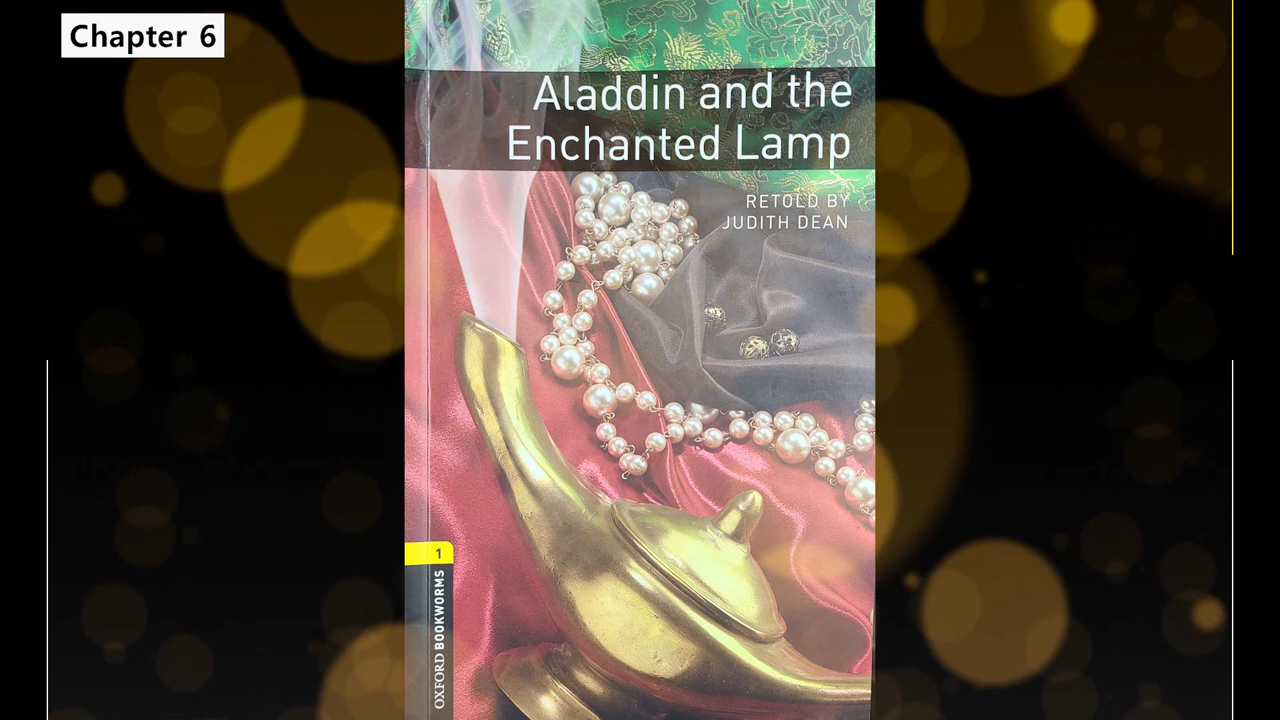 Chapter 6
Aladdin and the
Enchanted Lamp
RETOLD BY
JUDITH DEAN
1
OXFORD BOOKWORMS